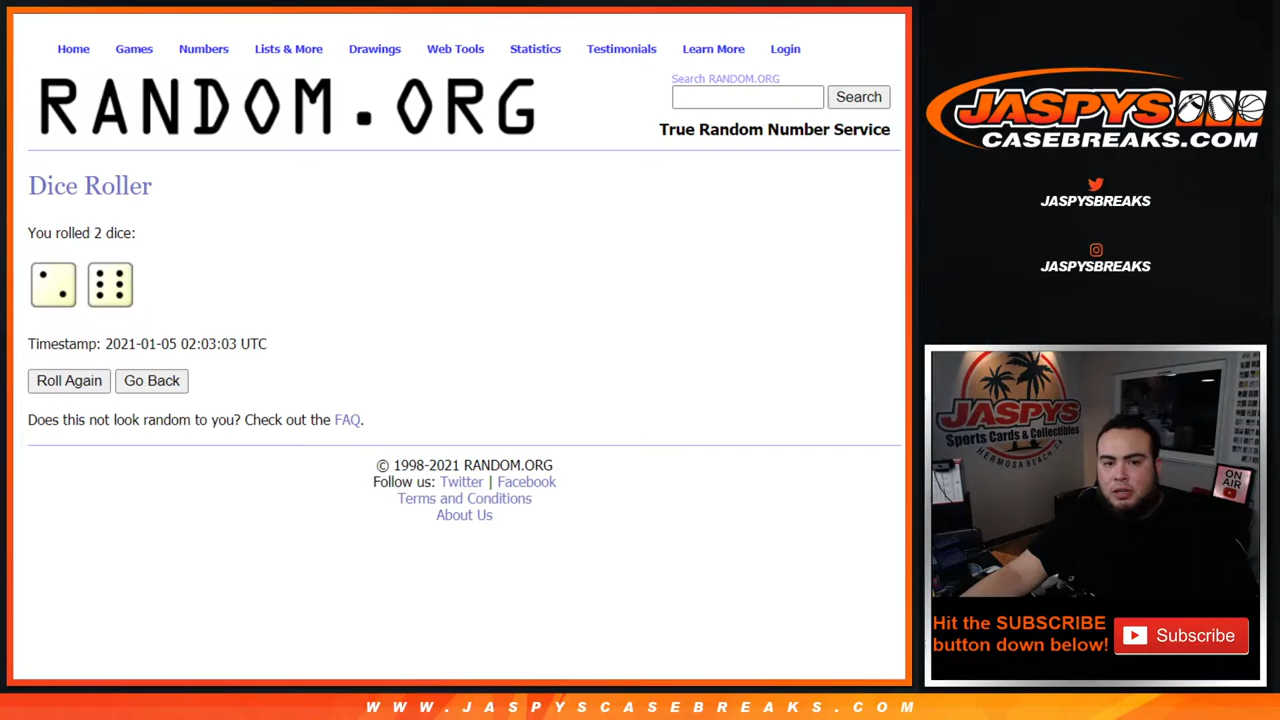 Home Games Numbers Lists & More Drawings Web Tools Statistics Testimonials Learn More Login
Search RANDOM.ORG
RANDOM.ORG
Search
True Random Number Service
Dice Roller
You rolled 2 dice:
Timestamp: 2021-01-05 02:03:03 UTC
Roll Again Go Back
Does this not look random to you? Check out the FAQ.
© 1998-2021 RANDOM.ORG
Follow us: Twitter | Facebook
Terms and Conditions
About Us
JASPYS
CASEBREAKS.COM
JASPYSBREAKS
JASPYSBREAKS
JASPYS
Sports Cards & Collectibles
HERMOSA BEACH, CA
ON
AIR
Hit the SUBSCRIBE
button down below!
Subscribe
WWW.JASPYSCASEBREAKS.COM